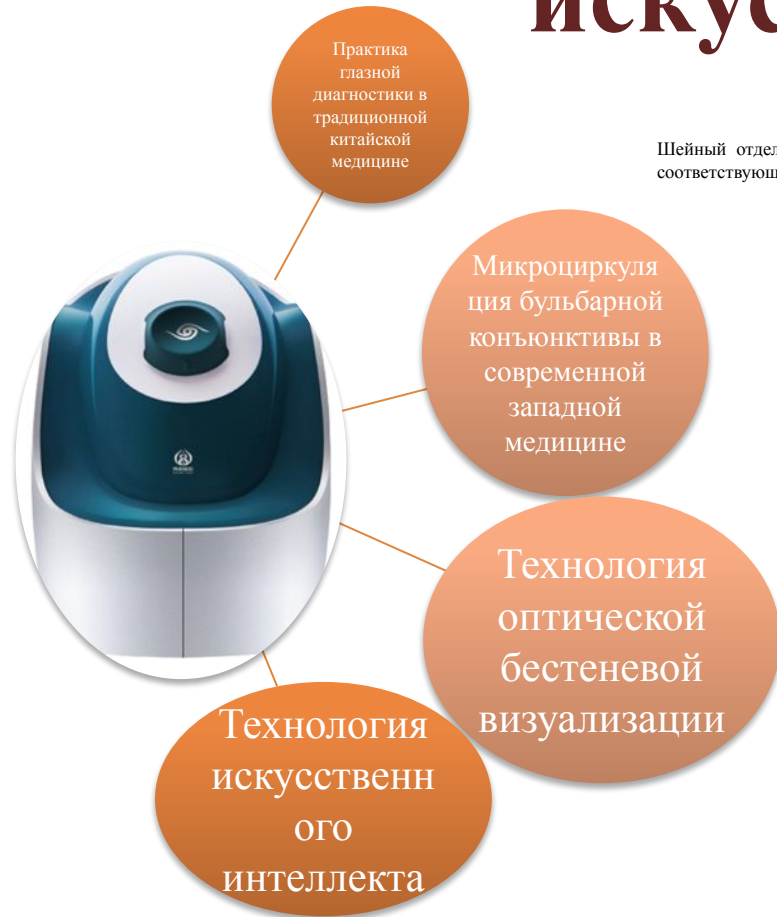 искус
Практика
глазной
диагностики в
традиционной
китайской
медицине
Шейный отдел
соответствующ
Микроциркуля
ция бульбарной
конъюнктивы в
современной
западной
медицине
Технология
оптической
бестеневой
визуализации
Технология
искусственн
ого
интеллекта